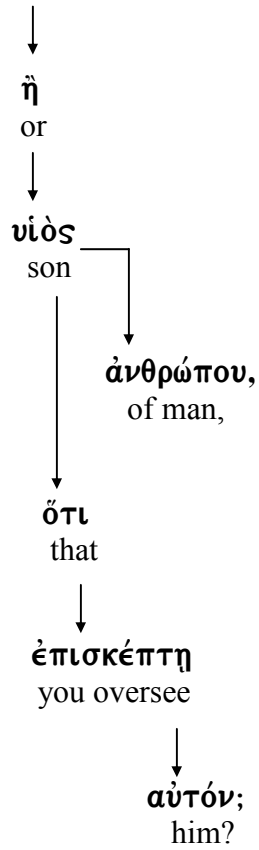 ἢ
or
υἱὸς
son
ἀνθρώπου,
of man,
ὅτι
that
ἐπισκέπτῃ
you oversee
αὐτόν;
him?